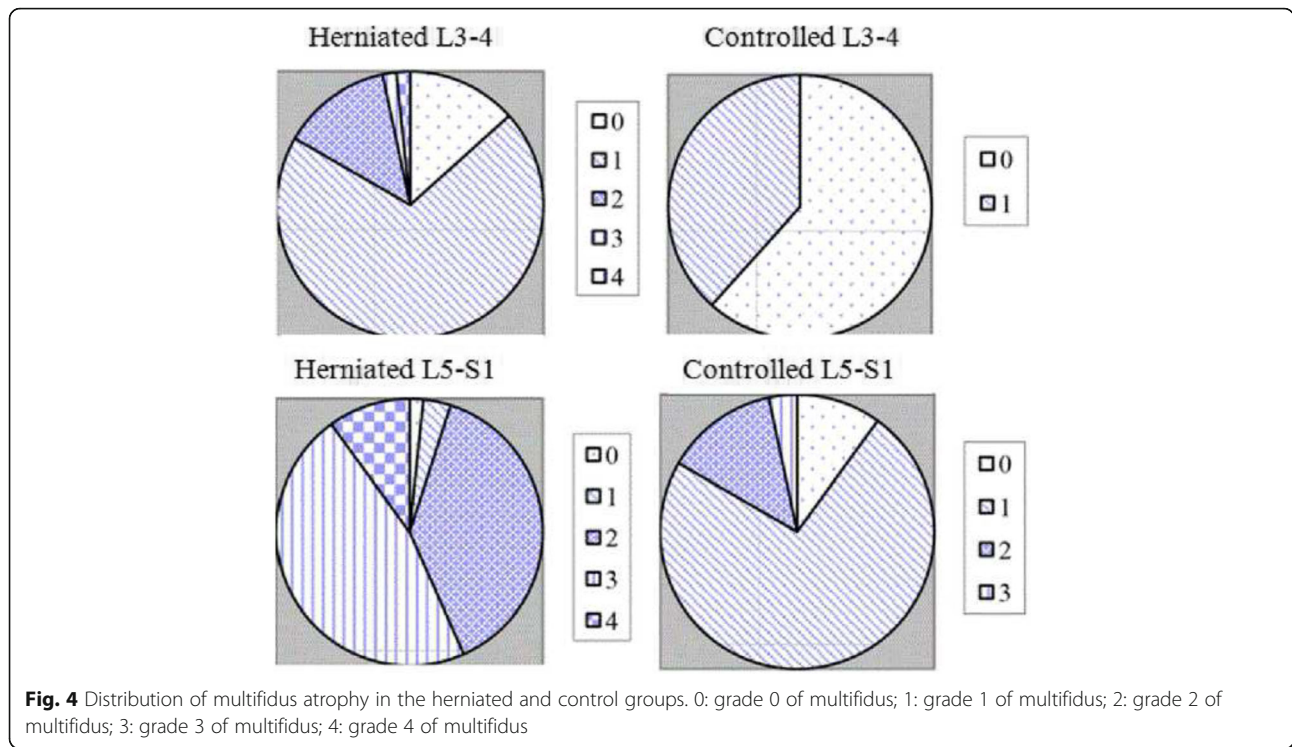 Herniated L3-4
Controlled L3-4
0
1
2
3
4
0
1
Herniated L5-S1
Controlled L5-S1
0
1
2
3
4
0
1
2
3
Fig. 4 Distribution of multifidus atrophy in the herniated and control groups. 0: grade 0 of multifidus; 1: grade 1 of multifidus; 2: grade 2 of
multifidus; 3: grade 3 of multifidus; 4: grade 4 of multifidus